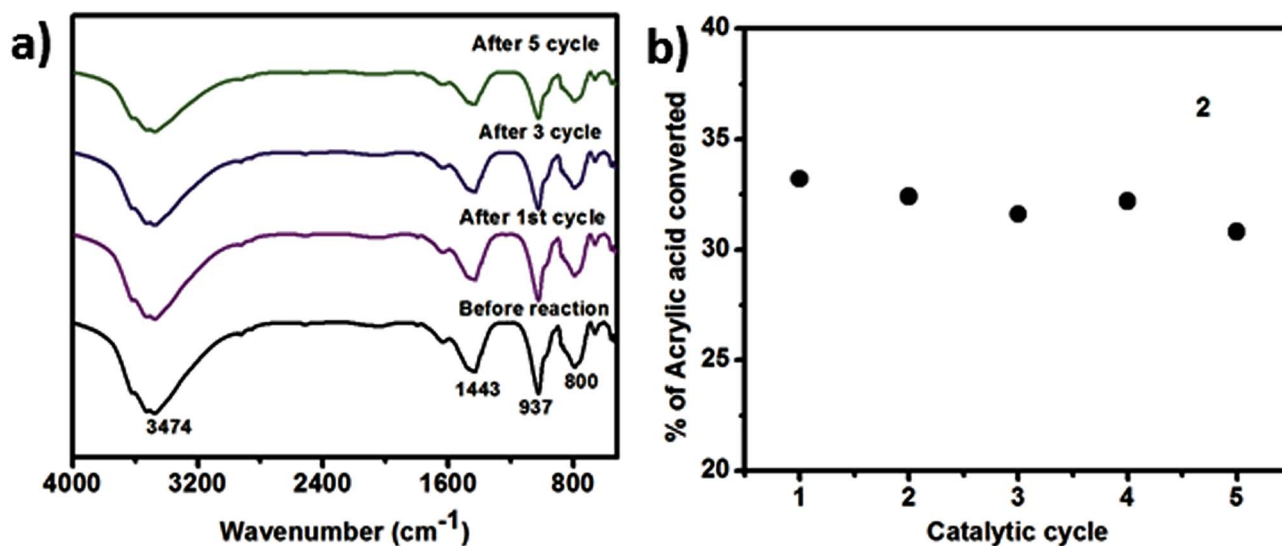 a)
After 5 cycle
After 3 cycle
After 1st cycle
Before reaction
3474
1443
937
800
4000 3200 2400 1600 800
Wavenumber (cm⁻¹)
b)
% of Acrylic acid converted
40
35
30
25
20
2
1 2 3 4 5
Catalytic cycle